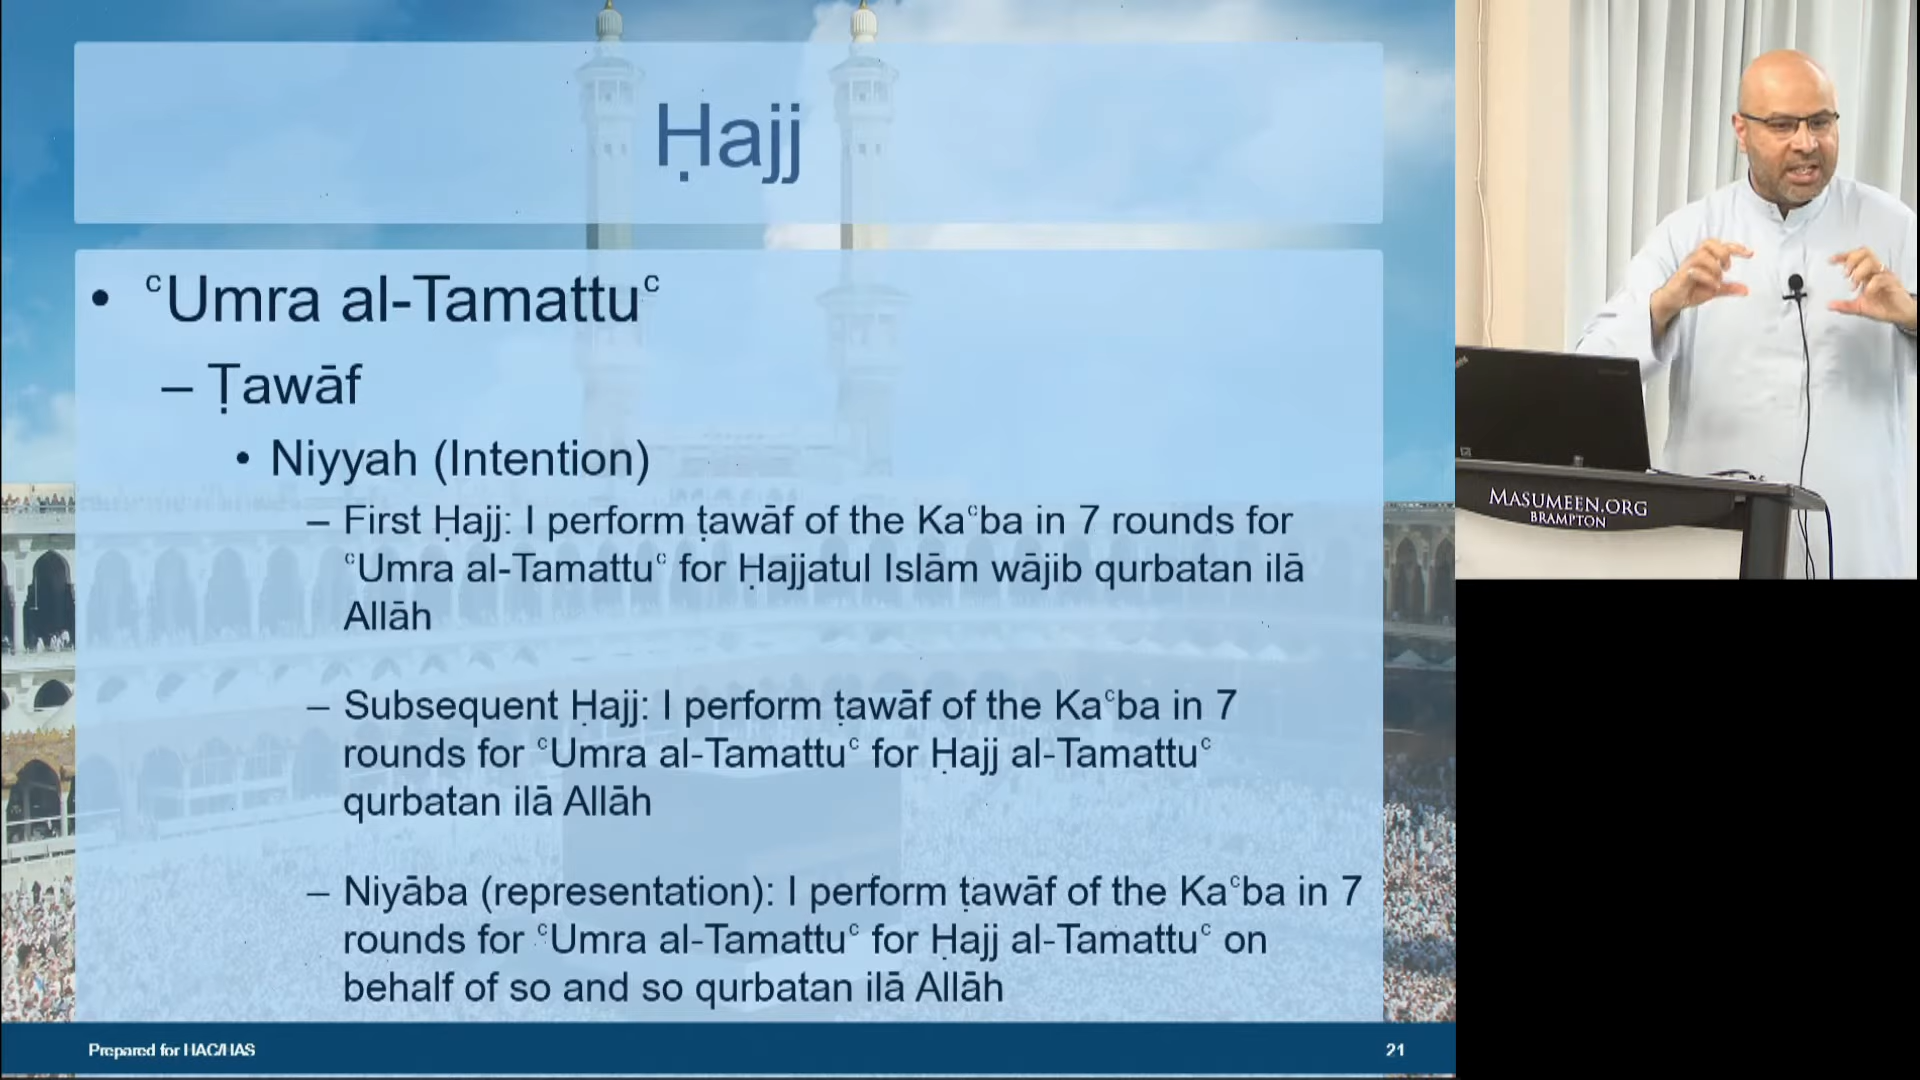 Ḥajj
• ᶜUmra al-Tamattuᶜ
– Ṭawāf
• Niyyah (Intention)
– First Ḥajj: I perform ṭawāf of the Kaᶜba in 7 rounds for
ᶜUmra al-Tamattuᶜ for Ḥajjatul Islām wājib qurbatan ilā
Allāh
– Subsequent Ḥajj: I perform ṭawāf of the Kaᶜba in 7
rounds for ᶜUmra al-Tamattuᶜ for Ḥajj al-Tamattuᶜ
qurbatan ilā Allāh
– Niyāba (representation): I perform ṭawāf of the Kaᶜba in 7
rounds for ᶜUmra al-Tamattuᶜ for Ḥajj al-Tamattuᶜ on
behalf of so and so qurbatan ilā Allāh
Prepared for HAC/HAS
21
MASUMEEN.ORG
BRAMPTON